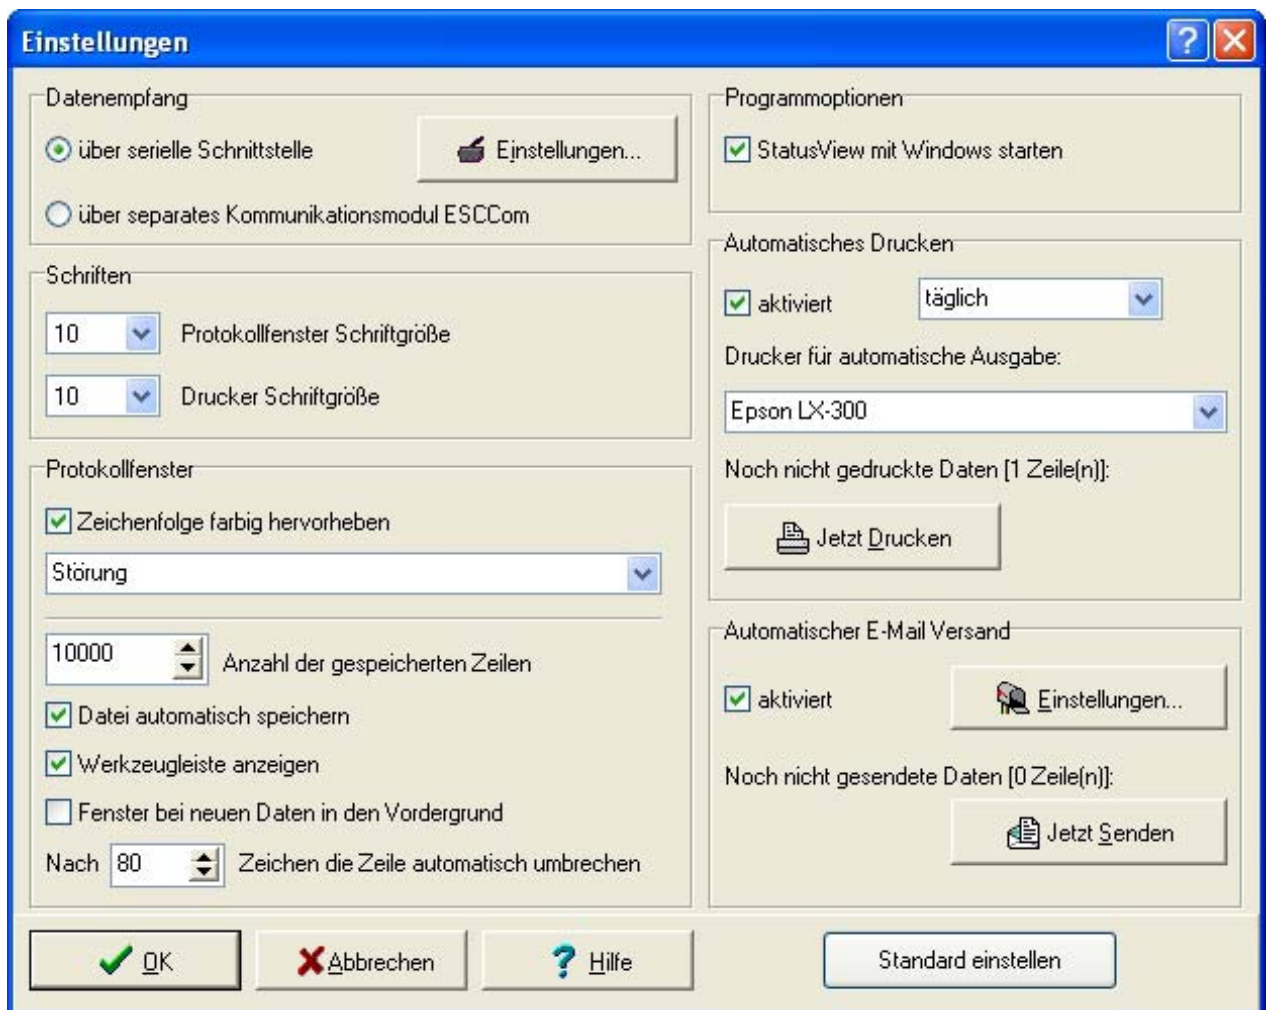 Einstellungen
Datenempfang
über serielle Schnittstelle
Einstellungen...
über separates Kommunikationsmodul ESCCom
Schriften
10 Protokollfenster Schriftgröße
10 Drucker Schriftgröße
Protokollfenster
Zeichenfolge farbig hervorheben
Störung
10000 Anzahl der gespeicherten Zeilen
Datei automatisch speichern
Werkzeugleiste anzeigen
Fenster bei neuen Daten in den Vordergrund
Nach 80 Zeichen die Zeile automatisch umbrechen
Programmoptionen
StatusView mit Windows starten
Automatisches Drucken
aktiviert täglich
Drucker für automatische Ausgabe:
Epson LX-300
Noch nicht gedruckte Daten [1 Zeile(n)]:
Jetzt Drucken
Automatischer E-Mail Versand
aktiviert Einstellungen...
Noch nicht gesendete Daten [0 Zeile(n)]:
Jetzt Senden
OK Abbrechen Hilfe Standard einstellen